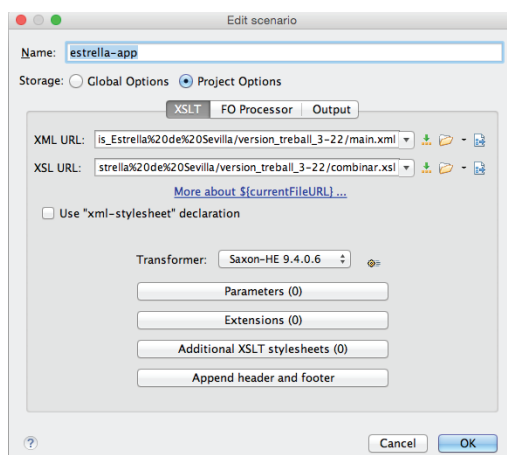 Edit scenario
Name: estrella-app
Storage: Global Options Project Options
XSLT FO Processor Output
XML URL: is_Estrella%20de%20Sevilla/version_treball_3-22/main.xml
XSL URL: strella%20de%20Sevilla/version_treball_3-22/combinar.xsl
More about ${currentFileURL} ...
Use "xml-stylesheet" declaration
Transformer: Saxon-HE 9.4.0.6
Parameters (0)
Extensions (0)
Additional XSLT stylesheets (0)
Append header and footer
? Cancel OK